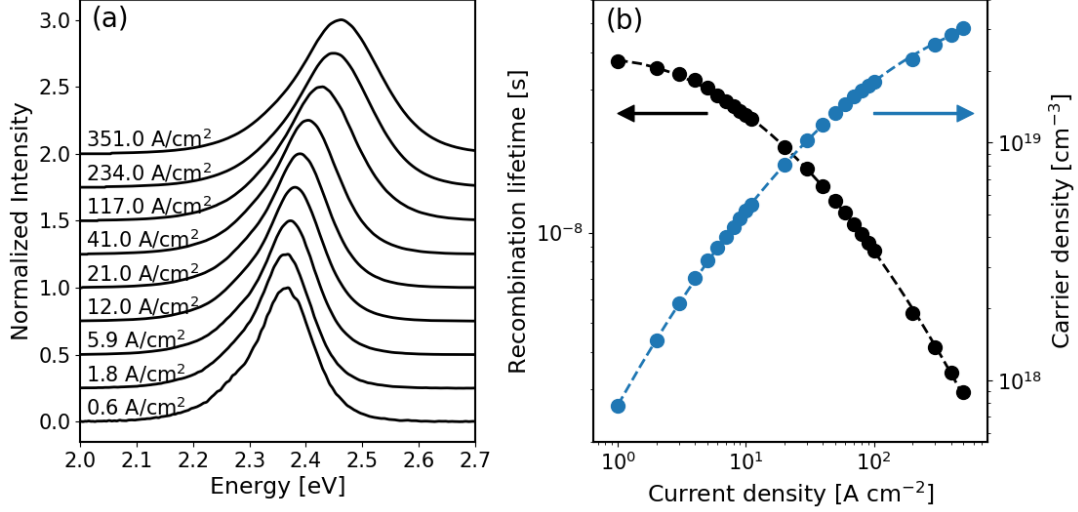 (a)
Normalized Intensity
3.0
2.5
2.0
1.5
1.0
0.5
0.0
351.0 A/cm²
234.0 A/cm²
117.0 A/cm²
41.0 A/cm²
21.0 A/cm²
12.0 A/cm²
5.9 A/cm²
1.8 A/cm²
0.6 A/cm²
2.0 2.1 2.2 2.3 2.4 2.5 2.6 2.7
Energy [eV]
(b)
Recombination lifetime [s]
10⁻⁸
10⁰ 10¹ 10²
Current density [A cm⁻²]
10¹⁹
10¹⁸
Carrier density [cm⁻³]